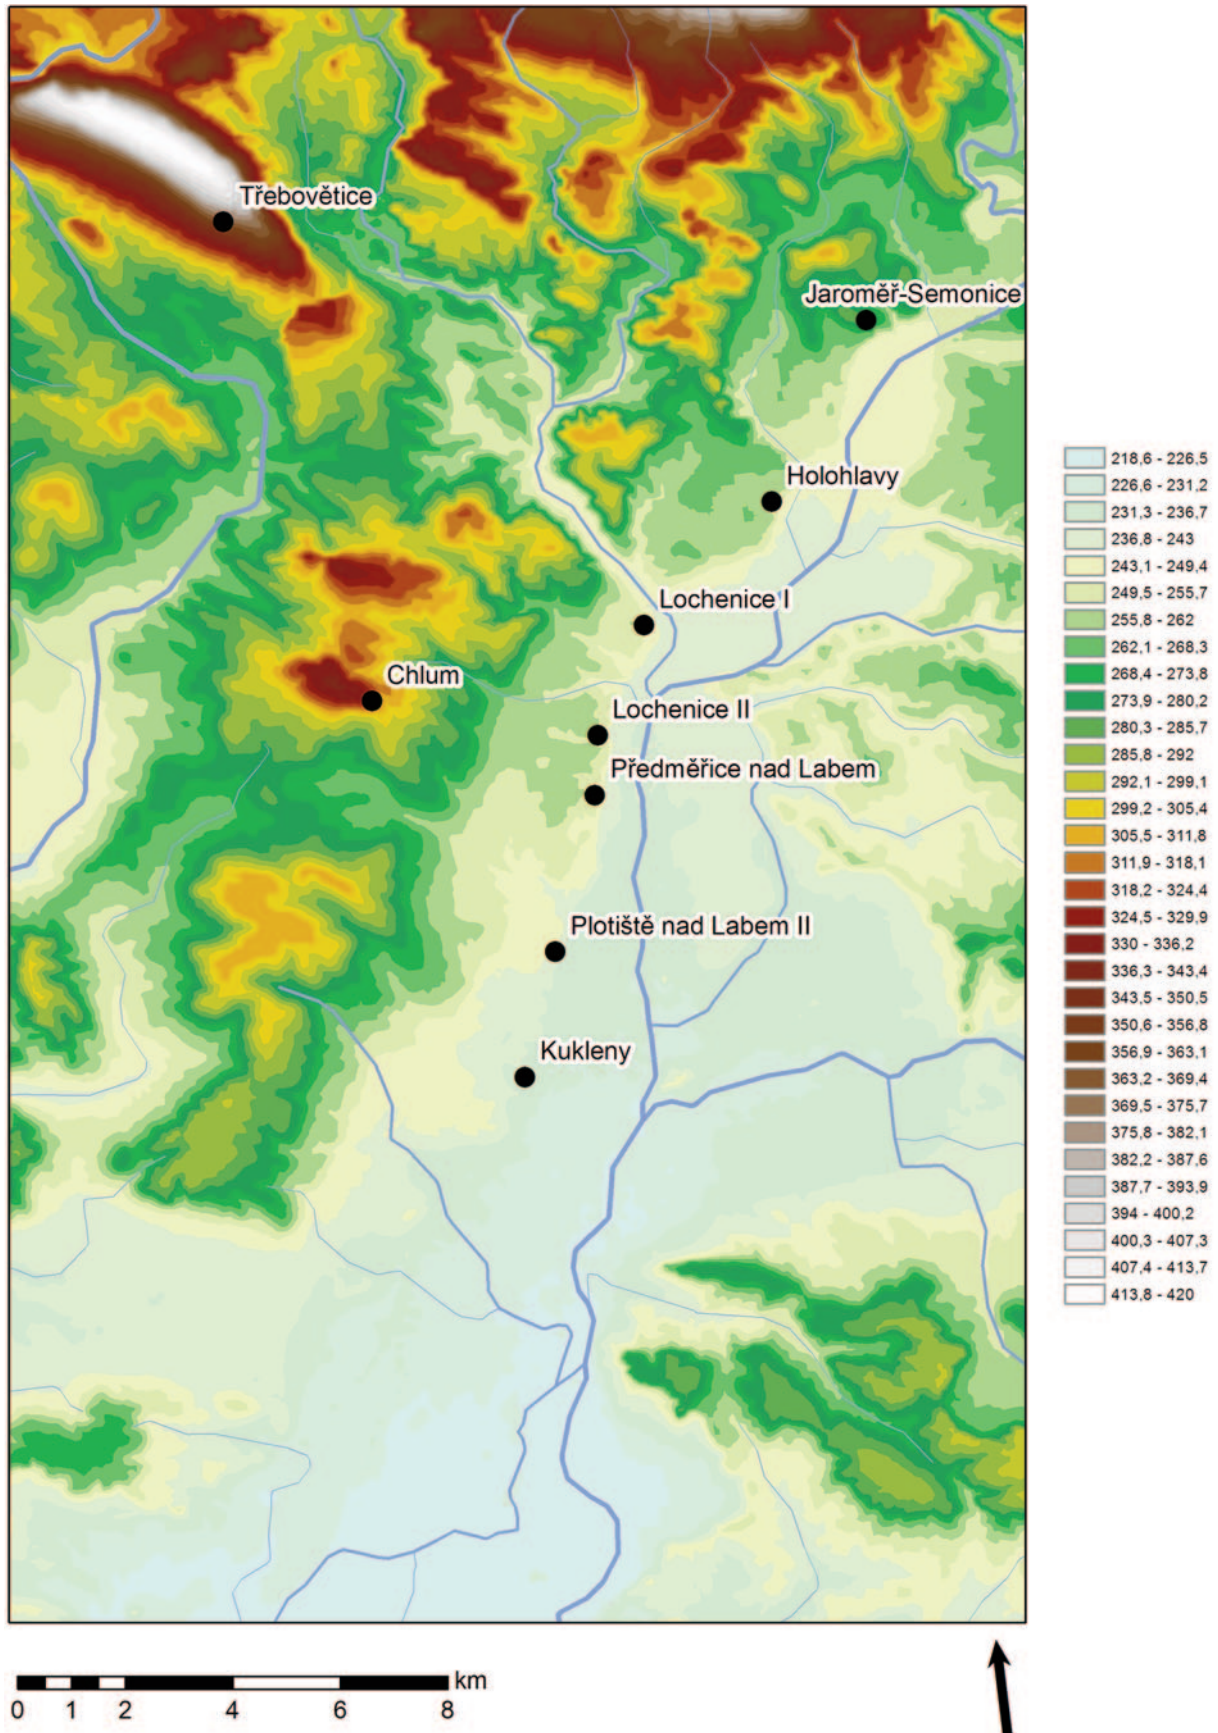 Třebovětice
Jaroměř-Semonice
Holohlavy
Lochenice I
Chlum
Lochenice II
Předměřice nad Labem
Plotiště nad Labem II
Kukleny
218,6 - 226,5
226,6 - 231,2
231,3 - 236,7
236,8 - 243
243,1 - 249,4
249,5 - 255,7
255,8 - 262
262,1 - 268,3
268,4 - 273,8
273,9 - 280,2
280,3 - 285,7
285,8 - 292
292,1 - 299,1
299,2 - 305,4
305,5 - 311,8
311,9 - 318,1
318,2 - 324,4
324,5 - 329,9
330 - 336,2
336,3 - 343,4
343,5 - 350,5
350,6 - 356,8
356,9 - 363,1
363,2 - 369,4
369,5 - 375,7
375,8 - 382,1
382,2 - 387,6
387,7 - 393,9
394 - 400,2
400,3 - 407,3
407,4 - 413,7
413,8 - 420
km
0 1 2 4 6 8